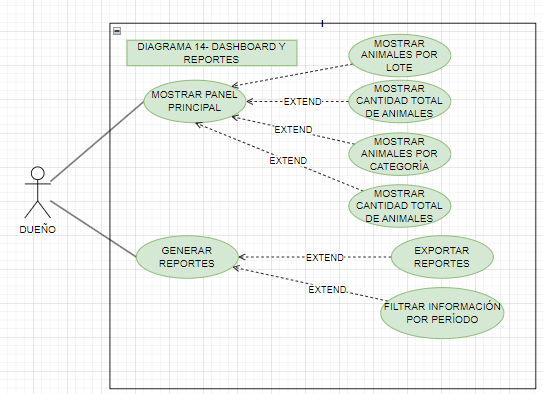 DIAGRAMA 14- DASHBOARD Y
REPORTES
MOSTRAR
ANIMALES POR
LOTE
MOSTRAR PANEL
PRINCIPAL
EXTEND
MOSTRAR
CANTIDAD TOTAL
DE ANIMALES
EXTEND
MOSTRAR
ANIMALES POR
CATEGORÍA
EXTEND
MOSTRAR
CANTIDAD TOTAL
DE ANIMALES
DUEÑO
GENERAR
REPORTES
EXTEND
EXPORTAR
REPORTES
EXTEND
FILTRAR INFORMACIÓN
POR PERÍODO